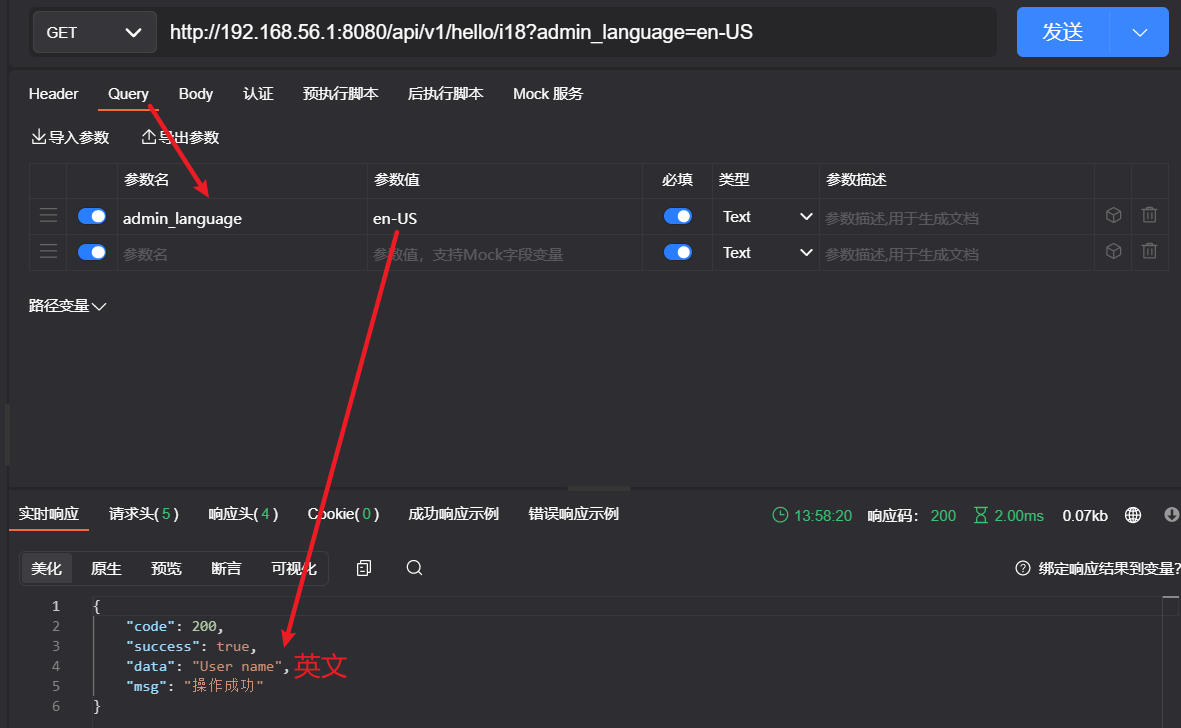 GET http://192.168.56.1:8080/api/v1/hello/i18?admin_language=en-US 发送
Header Query Body 认证 预执行脚本 后执行脚本 Mock 服务
导入参数 导出参数
参数名 参数值 必填 类型 参数描述
admin_language en-US Text 参数描述,用于生成文档
参数名 参数值，支持Mock字段变量 Text 参数描述,用于生成文档
路径变量
实时响应 请求头(5) 响应头(4) Cookie(0) 成功响应示例 错误响应示例 13:58:20 响应码: 200 2.00ms 0.07kb
美化 原生 预览 断言 可视化 绑定响应结果到变量?
1 {
2 "code": 200,
3 "success": true,
4 "data": "User name", 英文
5 "msg": "操作成功"
6 }